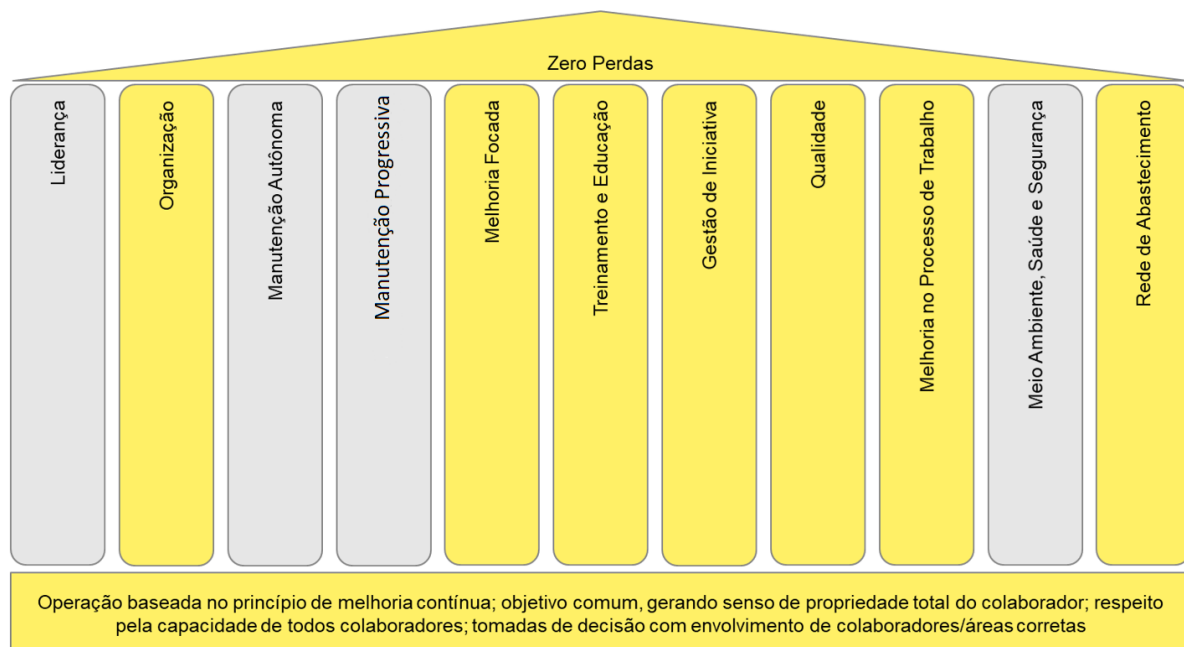 Zero Perdas
Liderança
Organização
Manutenção Autônoma
Manutenção Progressiva
Melhoria Focada
Treinamento e Educação
Gestão de Iniciativa
Qualidade
Melhoria no Processo de Trabalho
Meio Ambiente, Saúde e Segurança
Rede de Abastecimento
Operação baseada no princípio de melhoria contínua; objetivo comum, gerando senso de propriedade total do colaborador; respeito
pela capacidade de todos colaboradores; tomadas de decisão com envolvimento de colaboradores/áreas corretas